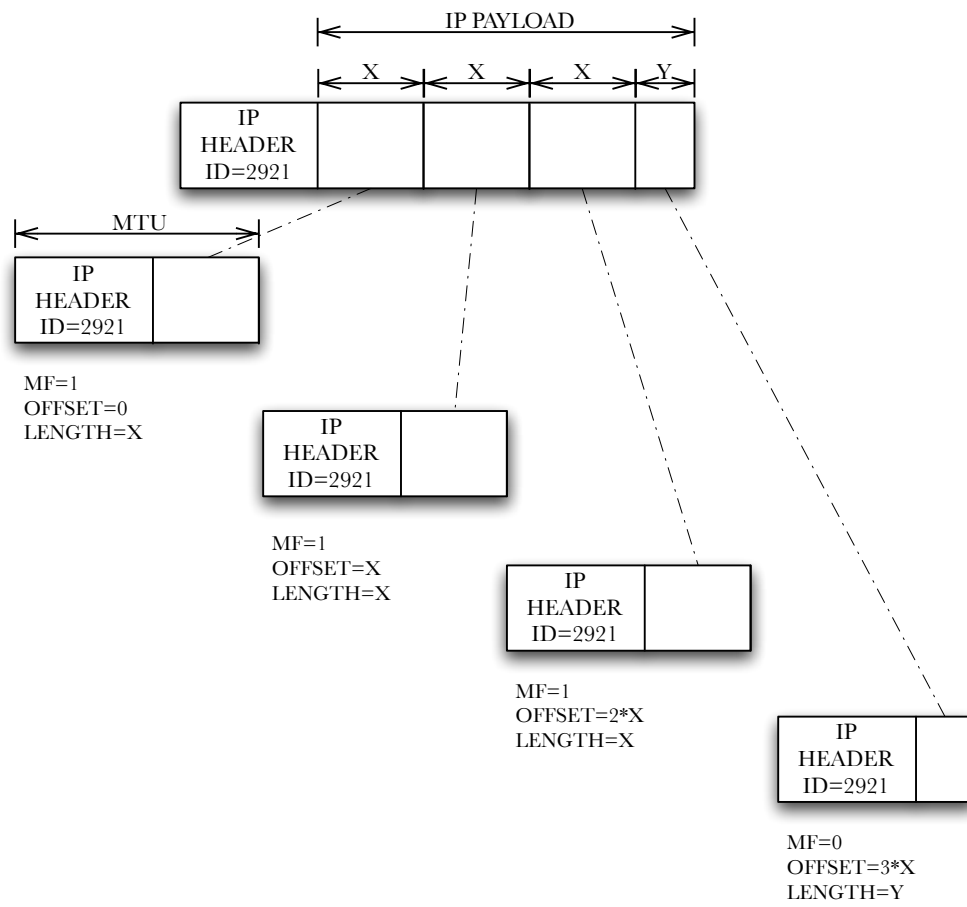 IP PAYLOAD
X X X Y
IP
HEADER
ID=2921
MTU
IP
HEADER
ID=2921
MF=1
OFFSET=0
LENGTH=X
IP
HEADER
ID=2921
MF=1
OFFSET=X
LENGTH=X
IP
HEADER
ID=2921
MF=1
OFFSET=2*X
LENGTH=X
IP
HEADER
ID=2921
MF=0
OFFSET=3*X
LENGTH=Y